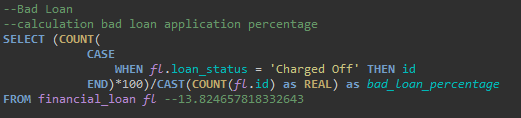 --Bad Loan
--calculation bad loan application percentage
SELECT (COUNT(
CASE
WHEN fl.loan_status = 'Charged Off' THEN id
END)*100)/CAST(COUNT(fl.id) as REAL) as bad_loan_percentage
FROM financial_loan fl --13.824657818332643